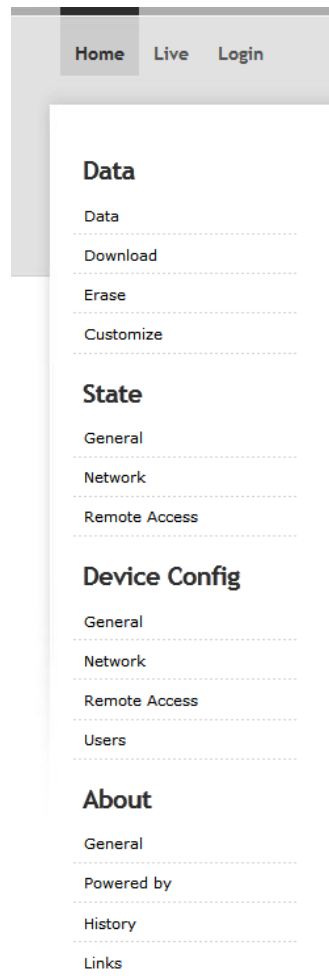 Home Live Login
Data
Data
Download
Erase
Customize
State
General
Network
Remote Access
Device Config
General
Network
Remote Access
Users
About
General
Powered by
History
Links